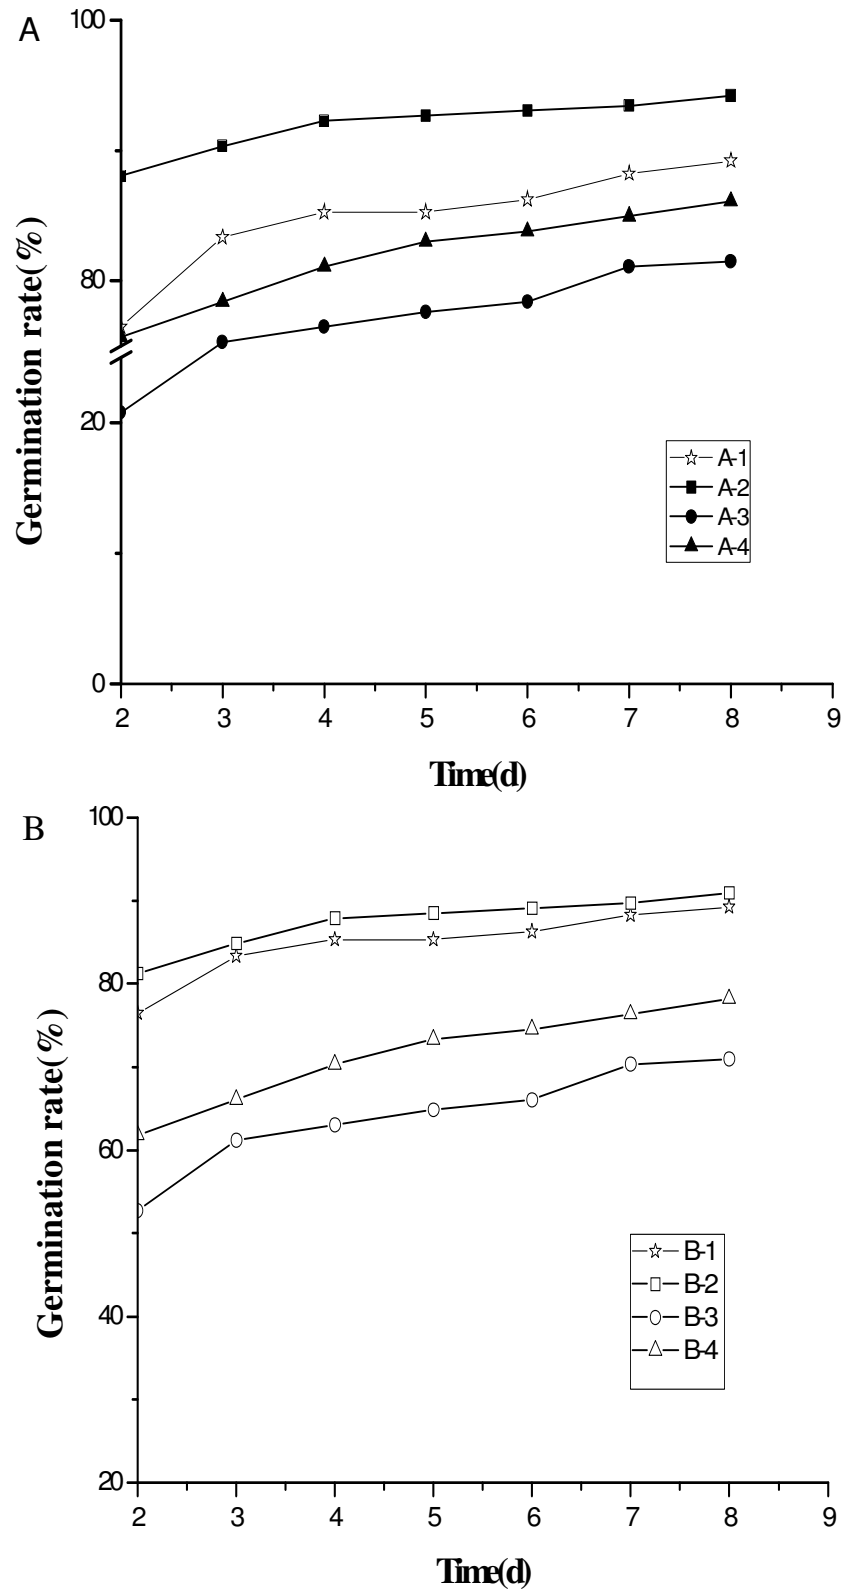 A
100
80
20
0
Germination rate(%)
A-1
A-2
A-3
A-4
2 3 4 5 6 7 8 9
Time(d)
B
100
80
60
40
20
Germination rate(%)
B-1
B-2
B-3
B-4
2 3 4 5 6 7 8 9
Time(d)